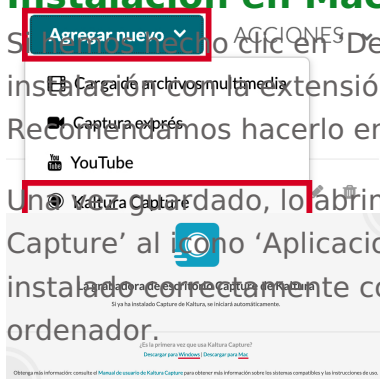 Instalación en Mac
Agregar nuevo
ACCIONES
Si hemos hecho clic en ‘De
Carga de archivos multimedia
instalación con la extensió
Captura exprés
Recomendamos hacerlo en
YouTube
Kaltura Capture
Una vez guardado, lo abrir
Capture’ al icono ‘Aplicacio
La grabadora de escritorio Capture de Kaltura
instalado correctamente co
Si ya ha instalado Capture de Kaltura, se iniciará automáticamente.
ordenador.
¿Es la primera vez que usa Kaltura Capture?
Descargar para Windows | Descargar para Mac
Obtenga más información: consulte el Manual de usuario de Kaltura Capture para obtener más información sobre los sistemas compatibles y las instrucciones de uso.